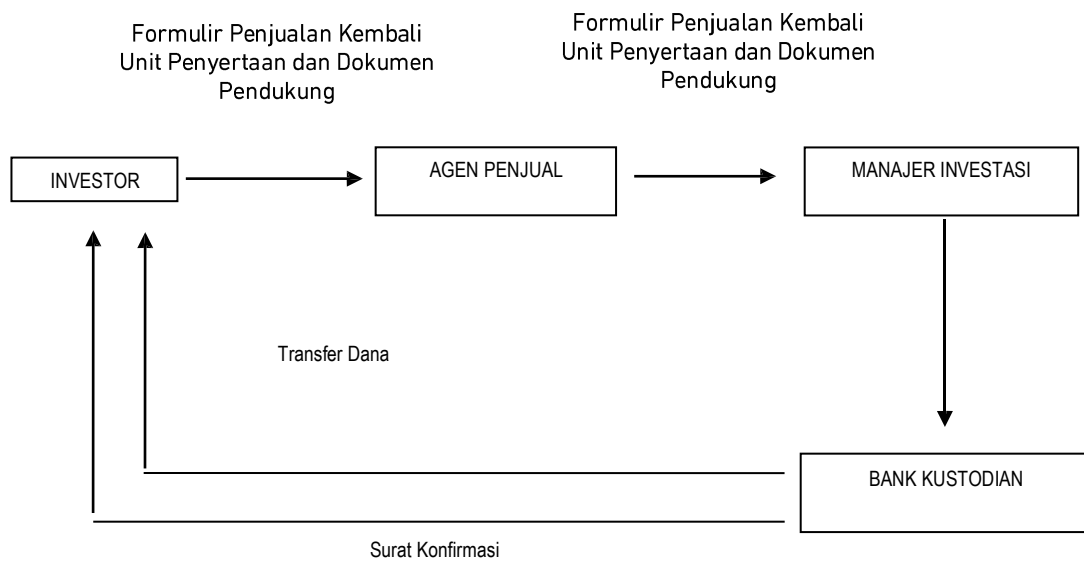 Formulir Penjualan Kembali
Unit Penyertaan dan Dokumen
Pendukung
Formulir Penjualan Kembali
Unit Penyertaan dan Dokumen
Pendukung
INVESTOR
AGEN PENJUAL
MANAJER INVESTASI
Transfer Dana
BANK KUSTODIAN
Surat Konfirmasi